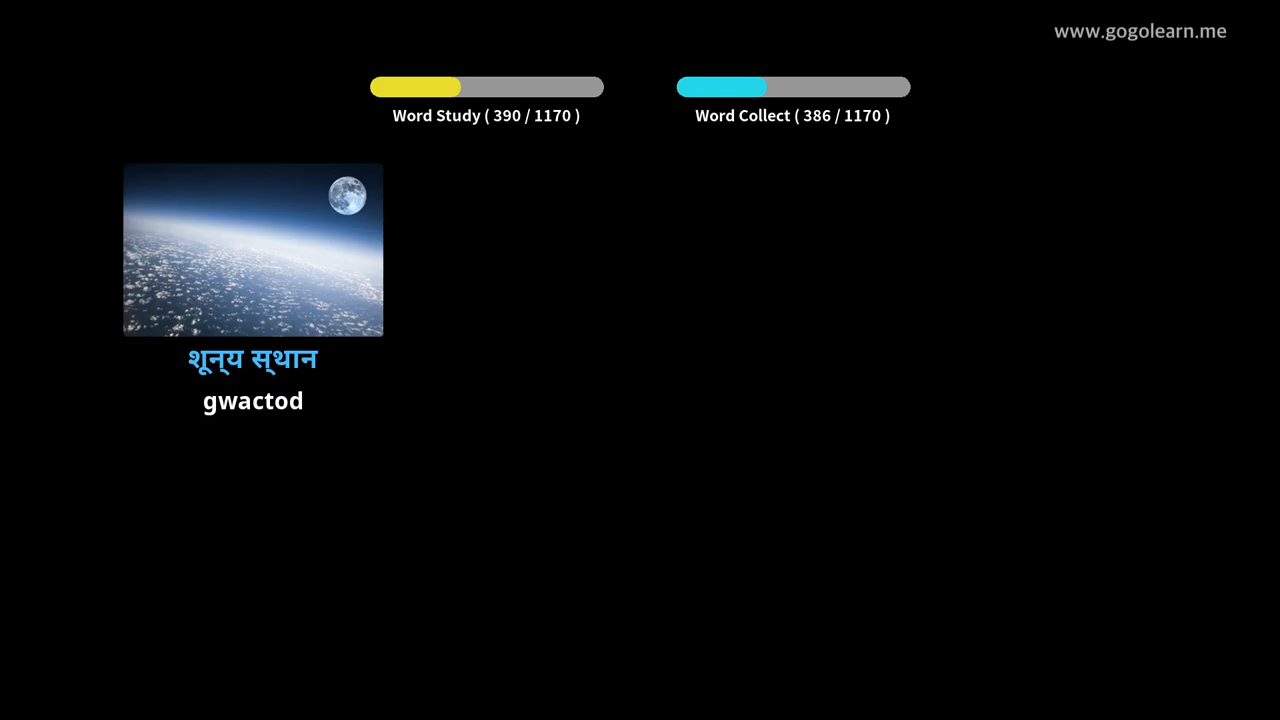 www.gogolearn.me
Word Study ( 390 / 1170 )
Word Collect ( 386 / 1170 )
शून्य स्थान
gwactod